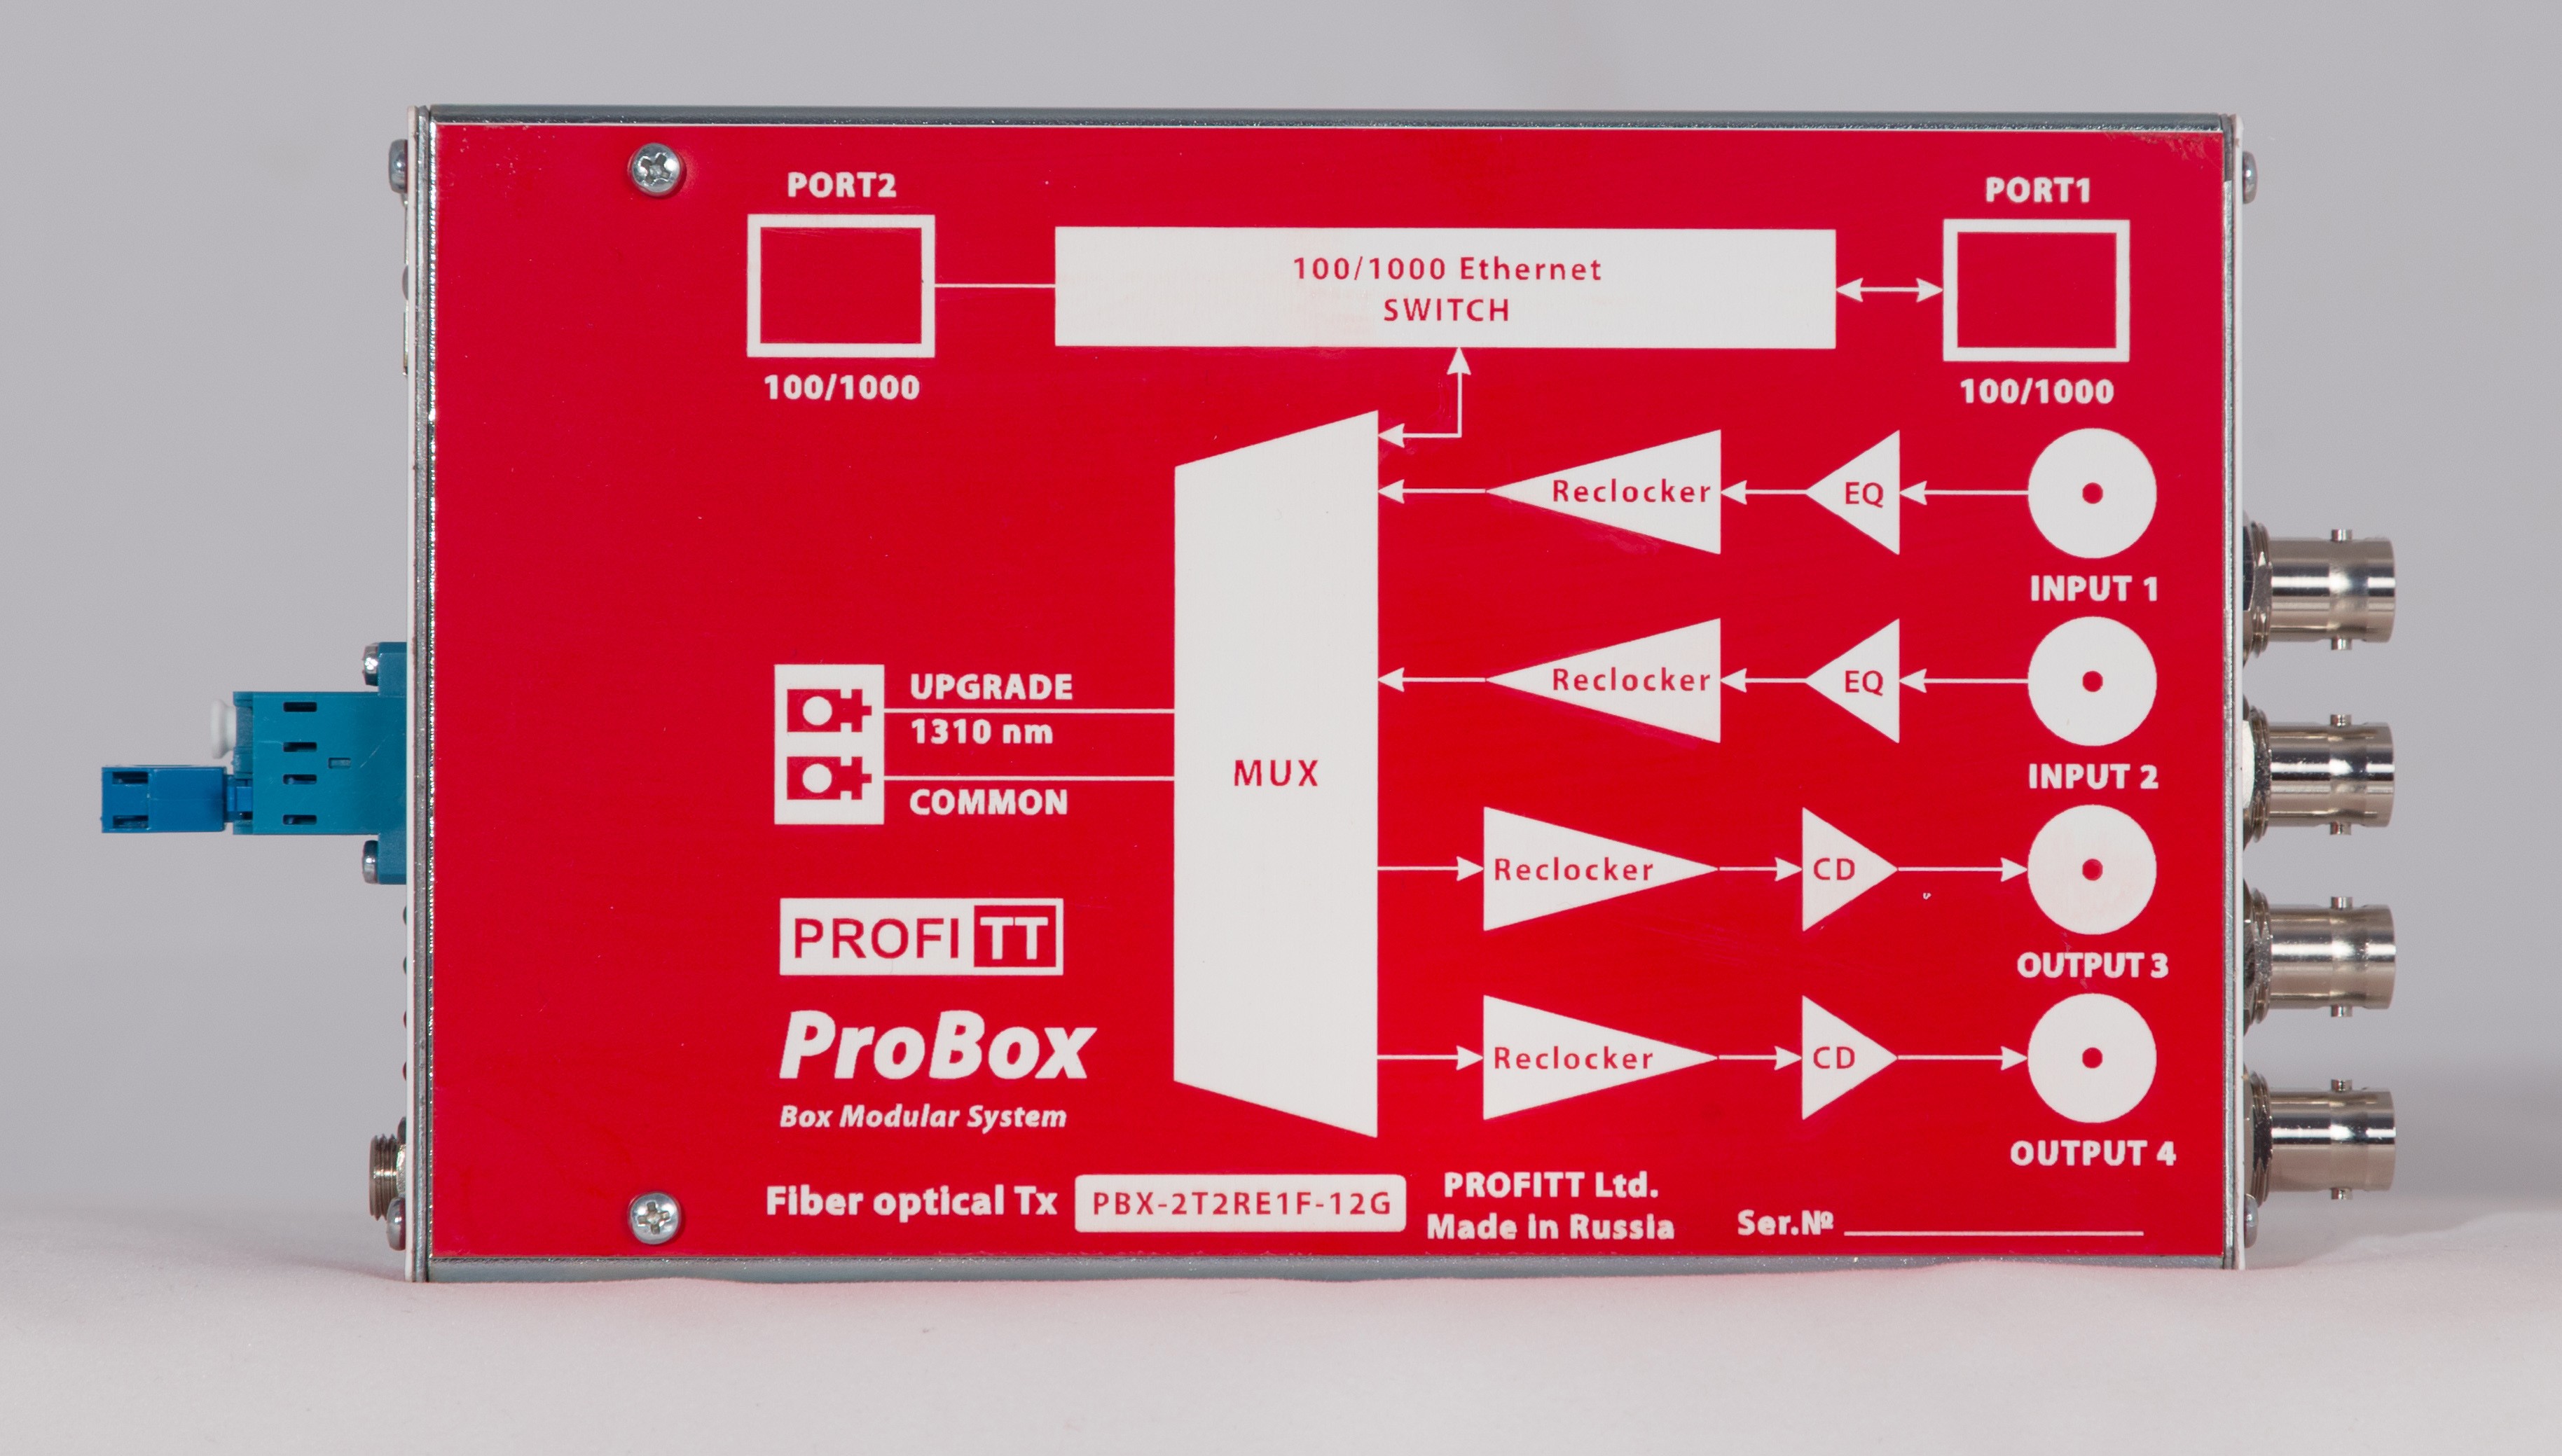 PORT2
PORT1
100/1000 Ethernet
SWITCH
100/1000
100/1000
Reclocker
EQ
INPUT 1
UPGRADE
1310 nm
COMMON
Reclocker
EQ
INPUT 2
MUX
Reclocker
CD
OUTPUT 3
PROFITT
ProBox
Box Modular System
Reclocker
CD
OUTPUT 4
Fiber optical Tx
PBX-2T2RE1F-12G
PROFITT Ltd.
Made in Russia
Ser.№